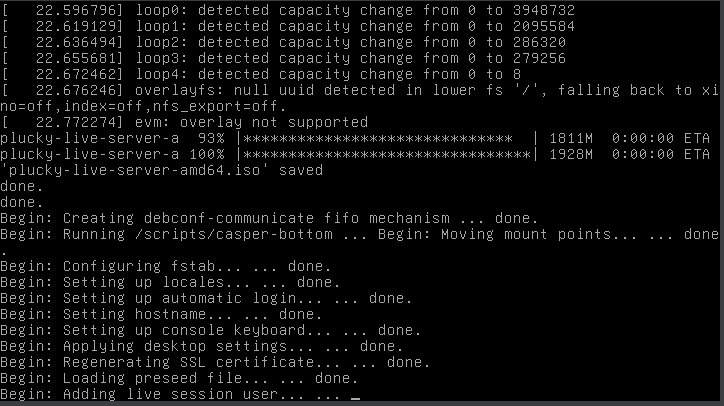 [   22.596796] loop0: detected capacity change from 0 to 3948732
[   22.619129] loop1: detected capacity change from 0 to 2095584
[   22.636494] loop2: detected capacity change from 0 to 286320
[   22.655681] loop3: detected capacity change from 0 to 279256
[   22.672462] loop4: detected capacity change from 0 to 8
[   22.676246] overlayfs: null uuid detected in lower fs '/', falling back to xi
no=off,index=off,nfs_export=off.
[   22.772274] evm: overlay not supported
plucky-live-server-a  93% |******************************  | 1811M  0:00:00 ETA
plucky-live-server-a 100% |********************************| 1928M  0:00:00 ETA
'plucky-live-server-amd64.iso' saved
done.
done.
Begin: Creating debconf-communicate fifo mechanism ... done.
Begin: Running /scripts/casper-bottom ... Begin: Moving mount points... ... done
.
Begin: Configuring fstab... ... done.
Begin: Setting up locales... ... done.
Begin: Setting up automatic login... ... done.
Begin: Setting hostname... ... done.
Begin: Setting up console keyboard... ... done.
Begin: Applying desktop settings... ... done.
Begin: Regenerating SSL certificate... ... done.
Begin: Loading preseed file... ... done.
Begin: Adding live session user... ... _